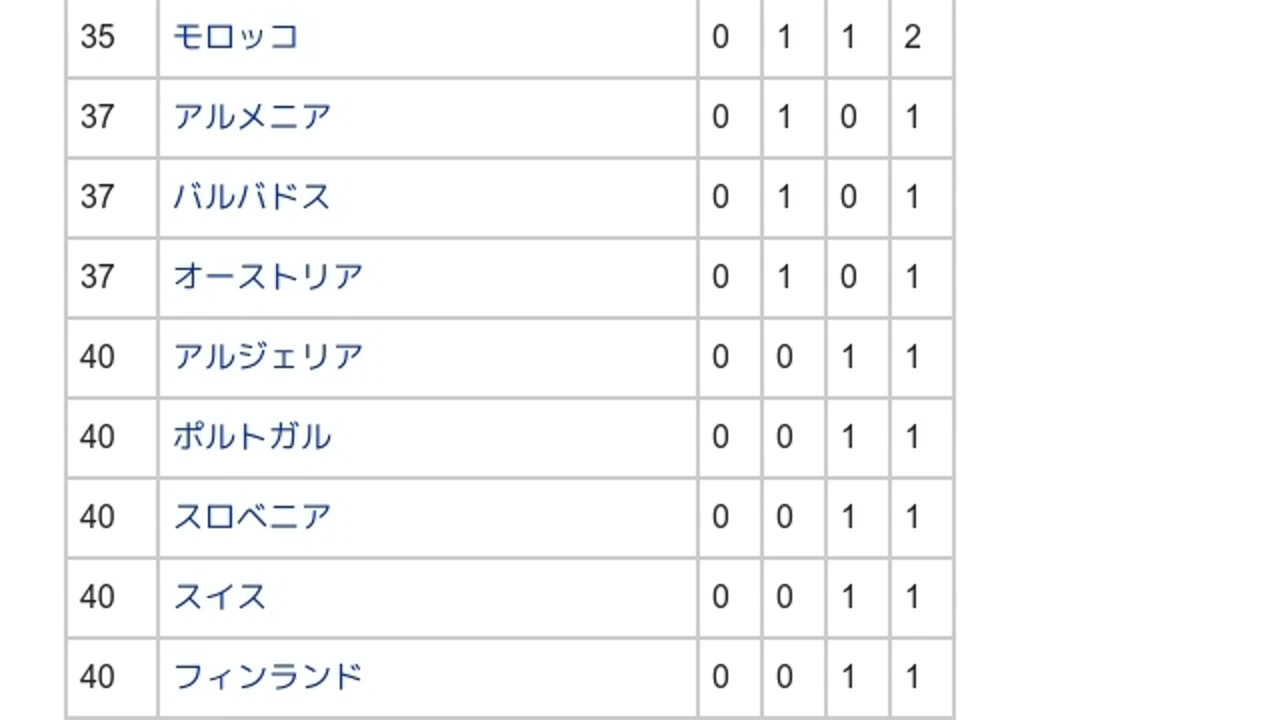 35 モロッコ 0 1 1 2
37 アルメニア 0 1 0 1
37 バルバドス 0 1 0 1
37 オーストリア 0 1 0 1
40 アルジェリア 0 0 1 1
40 ポルトガル 0 0 1 1
40 スロベニア 0 0 1 1
40 スイス 0 0 1 1
40 フィンランド 0 0 1 1